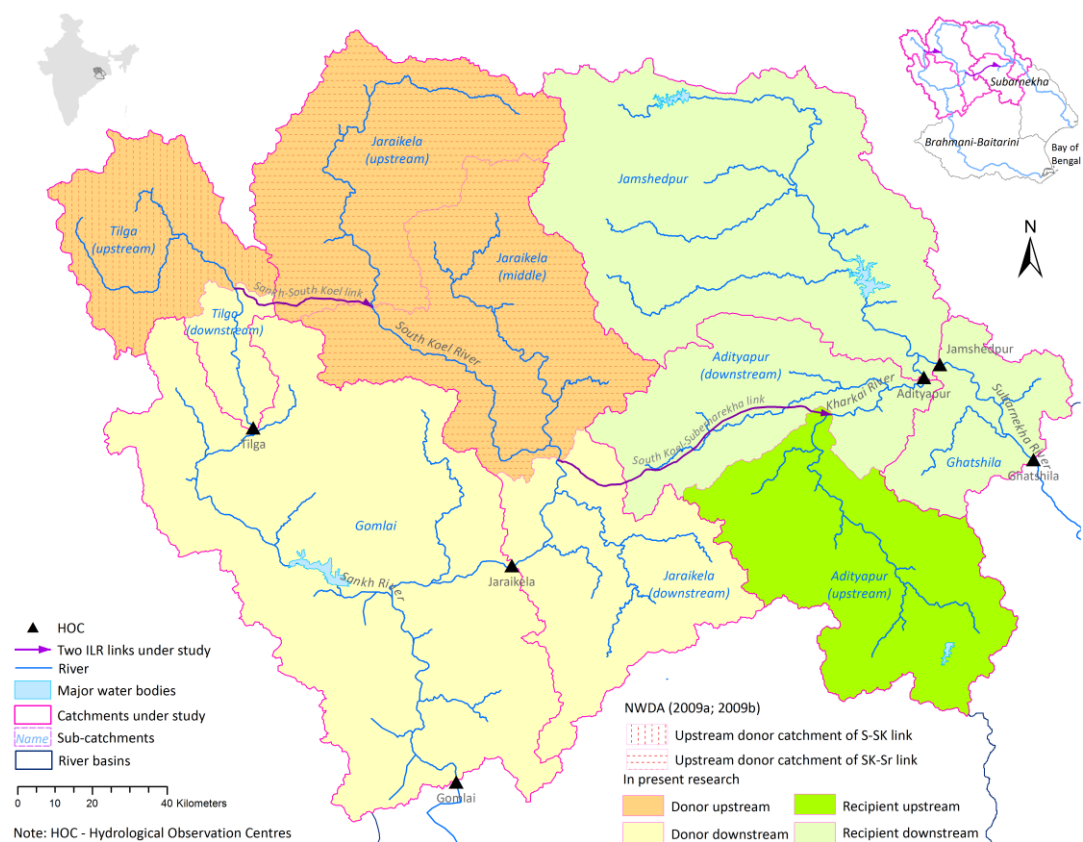 Subarnekha
Brahmani-Baitarini
Bay of
Bengal
N
Jaraikela
(upstream)
Jamshedpur
Tilga
(upstream)
Jaraikela
(middle)
Sankh-South Koel link
Tilga
(downstream)
South Koel River
Adityapur
(downstream)
Jamshedpur
Kharkai River
Adityapur
South Koel-Subernarekha link
Subarnekha River
Tilga
Ghatshila
Ghatshila
Gomlai
Sankh River
Jaraikela
Jaraikela
(downstream)
Adityapur
(upstream)
Gomlai
HOC
Two ILR links under study
River
Major water bodies
Catchments under study
Name Sub-catchments
River basins
0 10 20 40 Kilometers
Note: HOC - Hydrological Observation Centres
NWDA (2009a; 2009b)
Upstream donor catchment of S-SK link
Upstream donor catchment of SK-Sr link
In present research
Donor upstream
Recipient upstream
Donor downstream
Recipient downstream